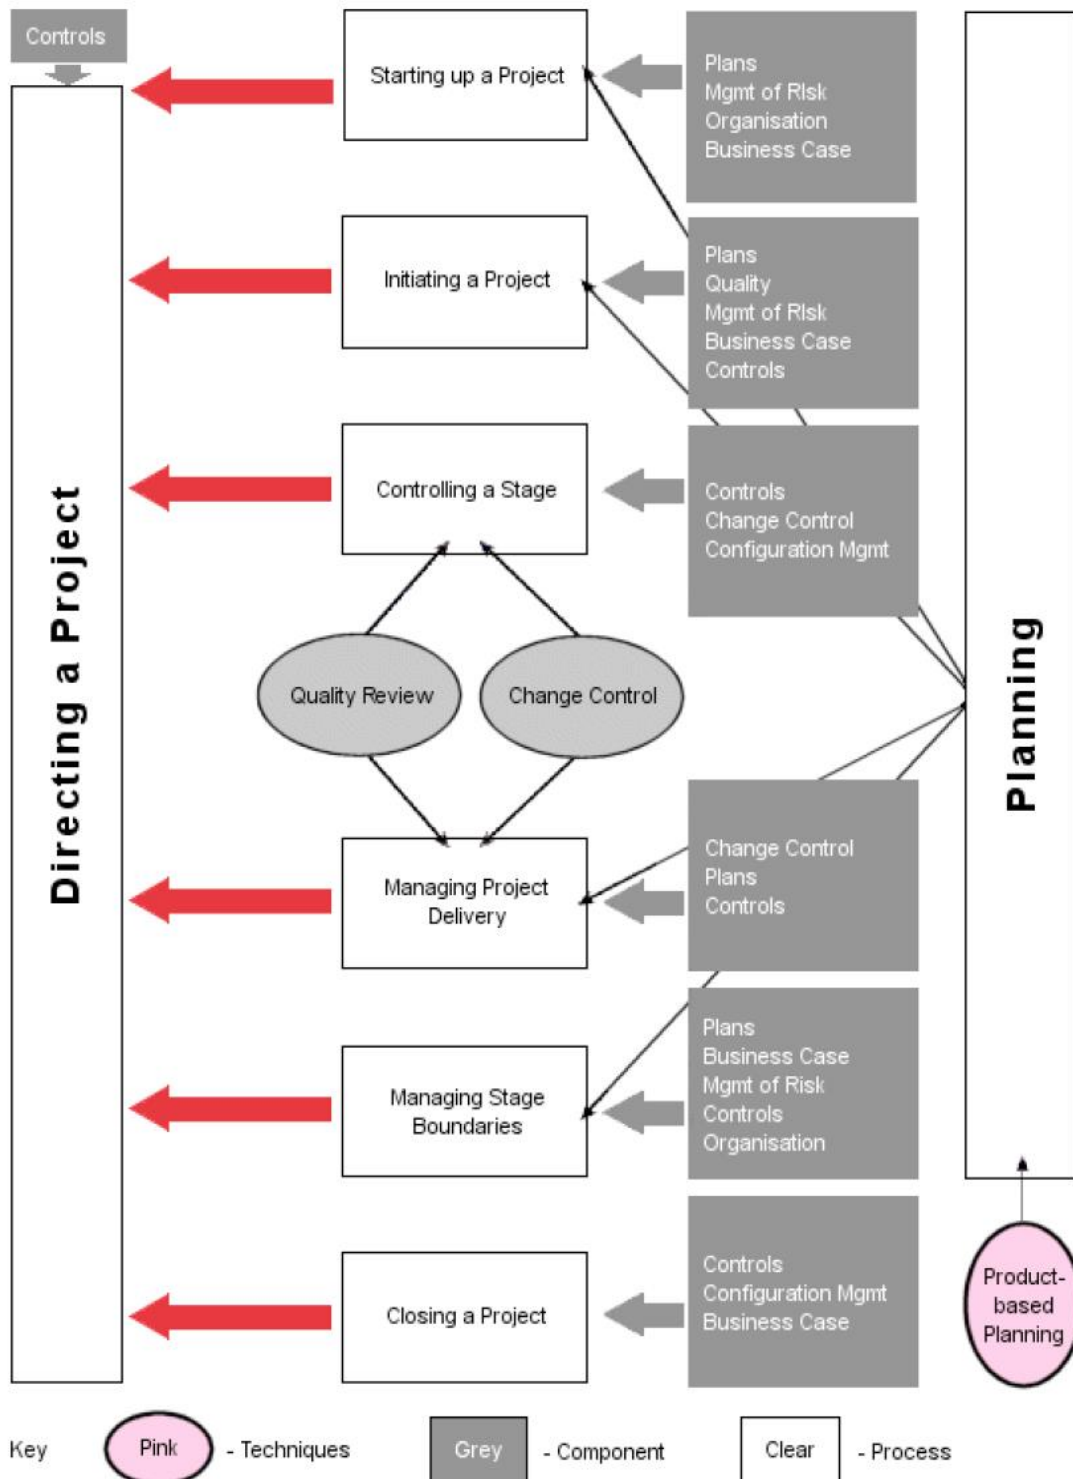 Controls
Directing a Project
Starting up a Project
Plans
Mgmt of RIsk
Organisation
Business Case
Initiating a Project
Plans
Quality
Mgmt of RIsk
Business Case
Controls
Controlling a Stage
Controls
Change Control
Configuration Mgmt
Quality Review
Change Control
Planning
Managing Project
Delivery
Change Control
Plans
Controls
Managing Stage
Boundaries
Plans
Business Case
Mgmt of Risk
Controls
Organisation
Closing a Project
Controls
Configuration Mgmt
Business Case
Product-
based
Planning
Key
Pink
- Techniques
Grey
- Component
Clear
- Process